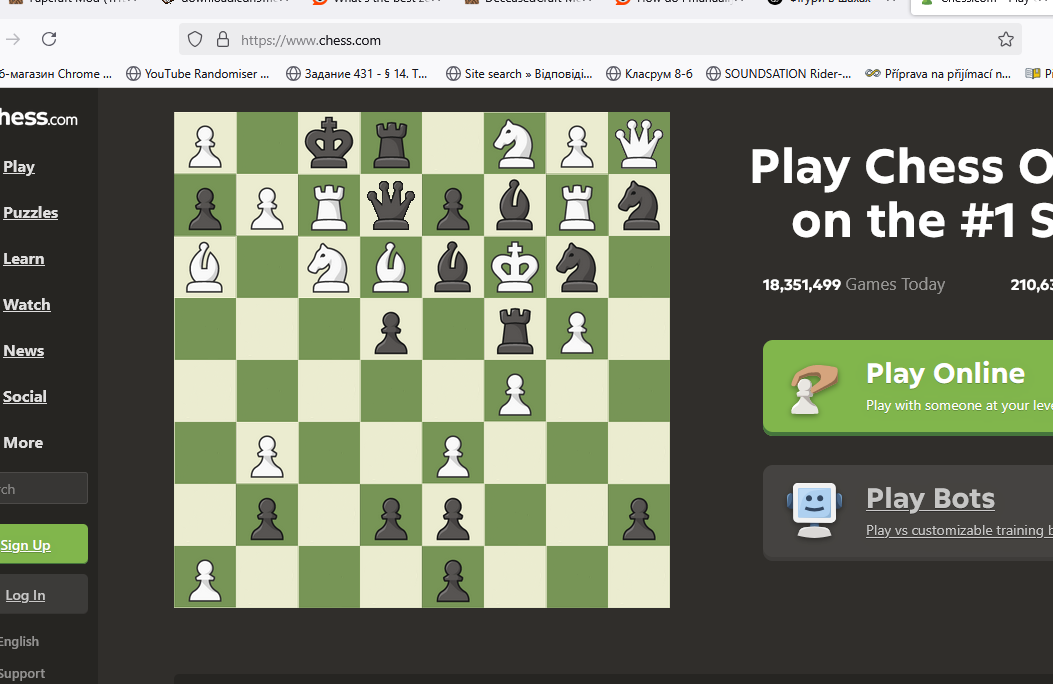 https://www.chess.com
б-магазин Chrome ... YouTube Randomiser ... Задание 431 - § 14. Т... Site search » Відповіді... Класрум 8-6 SOUNDSATION Rider-... Příprava na přijímací n...
hess.com
Play
Puzzles
Learn
Watch
News
Social
More
rch
Sign Up
Log In
English
Support
Play Chess O
on the #1 S
18,351,499 Games Today 210,63
Play Online
Play with someone at your leve
Play Bots
Play vs customizable training b